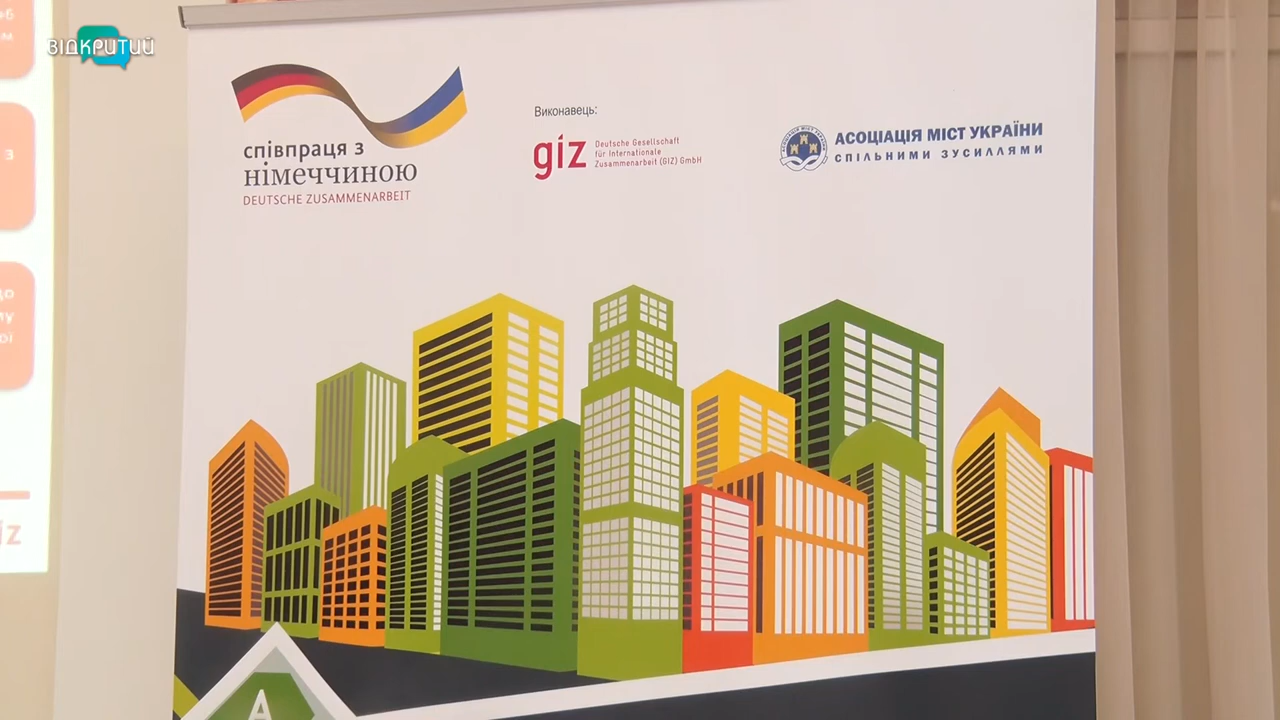 ВІДКРИТИЙ
співпраця з
німеччиною
DEUTSCHE ZUSAMMENARBEIT
Виконавець:
giz
Deutsche Gesellschaft
für Internationale
Zusammenarbeit (GIZ) GmbH
АСОЦІАЦІЯ МІСТ УКРАЇНИ
СПІЛЬНИМИ ЗУСИЛЛЯМИ
з
A